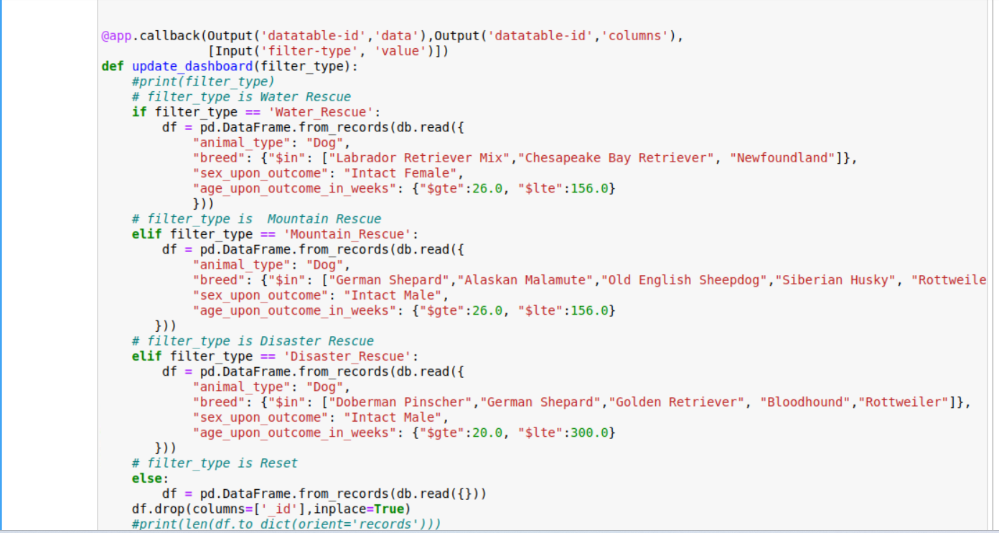 @app.callback(Output('datatable-id','data'),Output('datatable-id','columns'),
              [Input('filter-type', 'value')])
def update_dashboard(filter_type):
    #print(filter_type)
    # filter_type is Water Rescue
    if filter_type == 'Water_Rescue':
        df = pd.DataFrame.from_records(db.read({
            "animal_type": "Dog",
            "breed": {"$in": ["Labrador Retriever Mix","Chesapeake Bay Retriever", "Newfoundland"]},
            "sex_upon_outcome": "Intact Female",
            "age_upon_outcome_in_weeks": {"$gte":26.0, "$lte":156.0}
            }))
    # filter_type is  Mountain Rescue
    elif filter_type == 'Mountain_Rescue':
        df = pd.DataFrame.from_records(db.read({
            "animal_type": "Dog",
            "breed": {"$in": ["German Shepard","Alaskan Malamute","Old English Sheepdog","Siberian Husky", "Rottweile
            "sex_upon_outcome": "Intact Male",
            "age_upon_outcome_in_weeks": {"$gte":26.0, "$lte":156.0}
       }))
    # filter_type is Disaster Rescue
    elif filter_type == 'Disaster_Rescue':
        df = pd.DataFrame.from_records(db.read({
            "animal_type": "Dog",
            "breed": {"$in": ["Doberman Pinscher","German Shepard","Golden Retriever", "Bloodhound","Rottweiler"]},
            "sex_upon_outcome": "Intact Male",
            "age_upon_outcome_in_weeks": {"$gte":20.0, "$lte":300.0}
       }))
    # filter_type is Reset
    else:
        df = pd.DataFrame.from_records(db.read({}))
    df.drop(columns=['_id'],inplace=True)
    #print(len(df.to_dict(orient='records')))